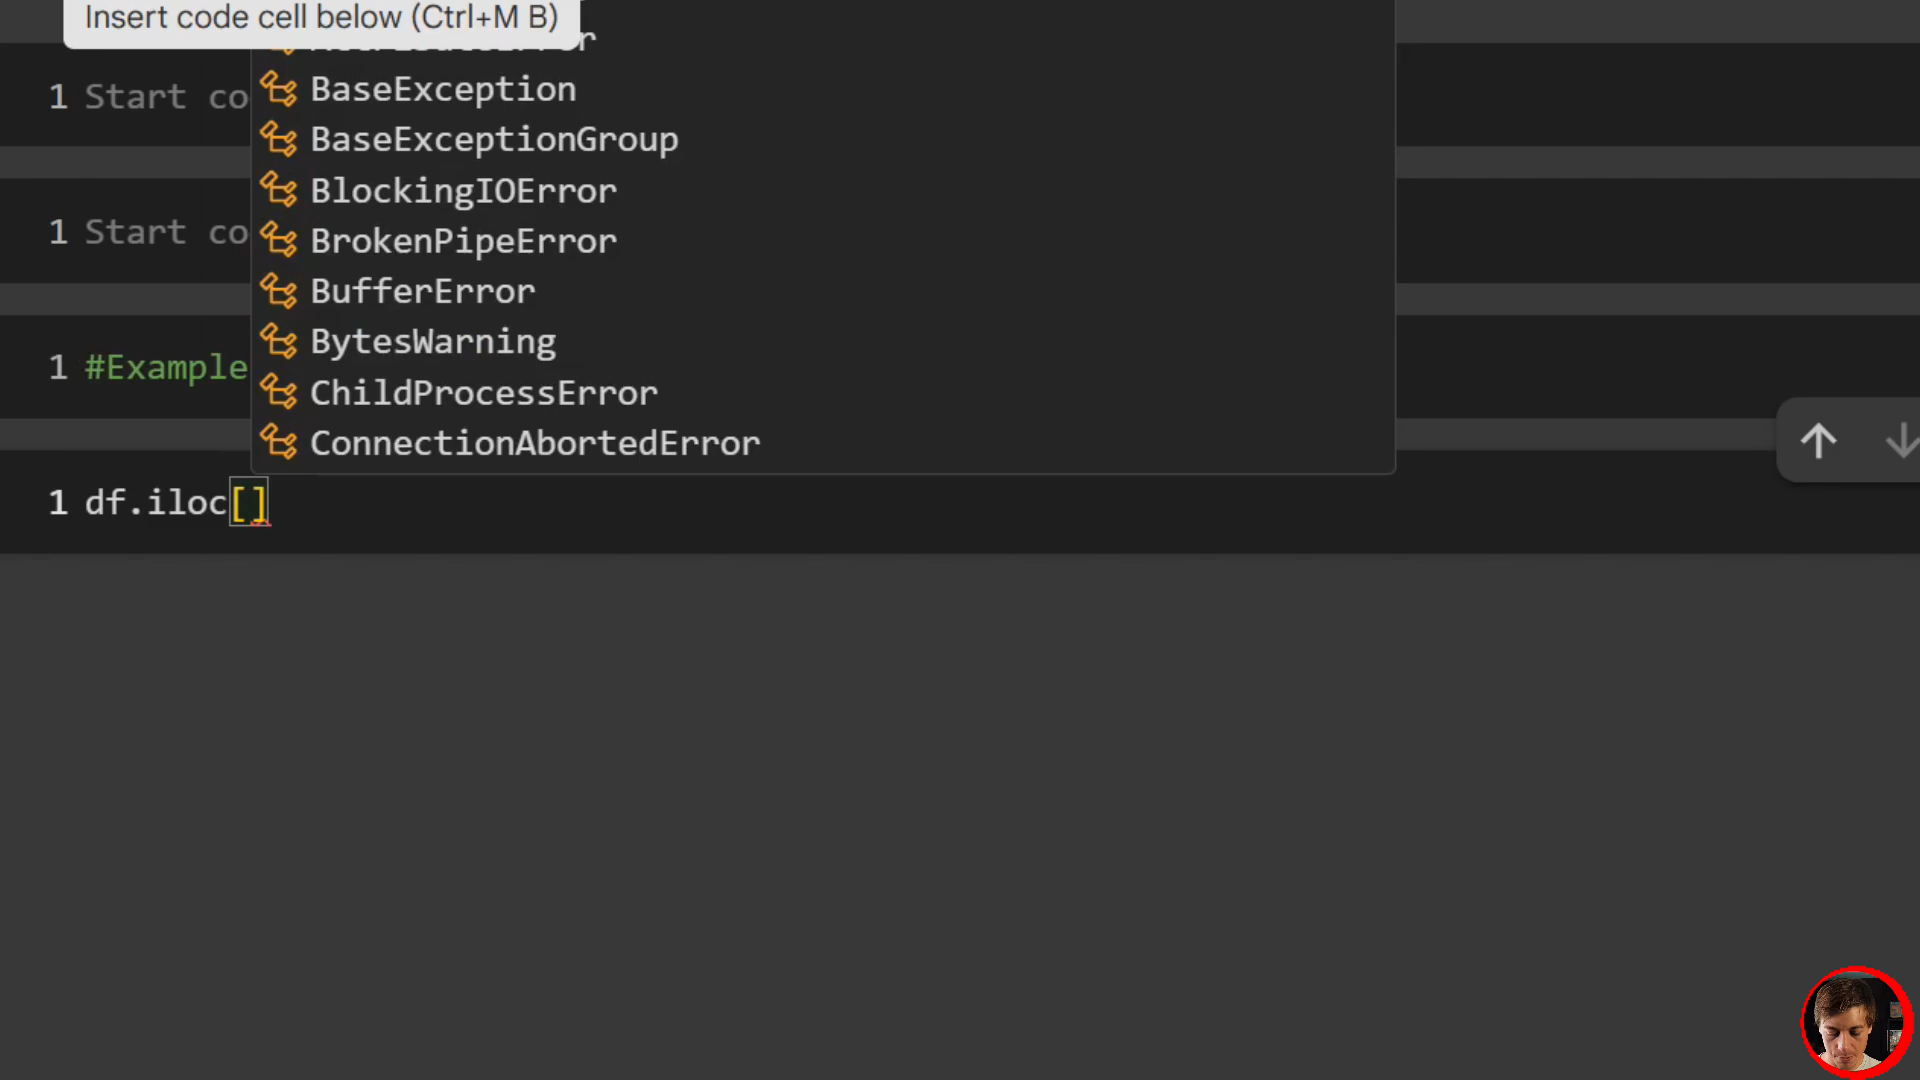 Insert code cell below (Ctrl+M B)
1 Start co
BaseException
BaseExceptionGroup
BlockingIOError
1 Start co
BrokenPipeError
BufferError
BytesWarning
1 #Example
ChildProcessError
ConnectionAbortedError
1 df.iloc[]